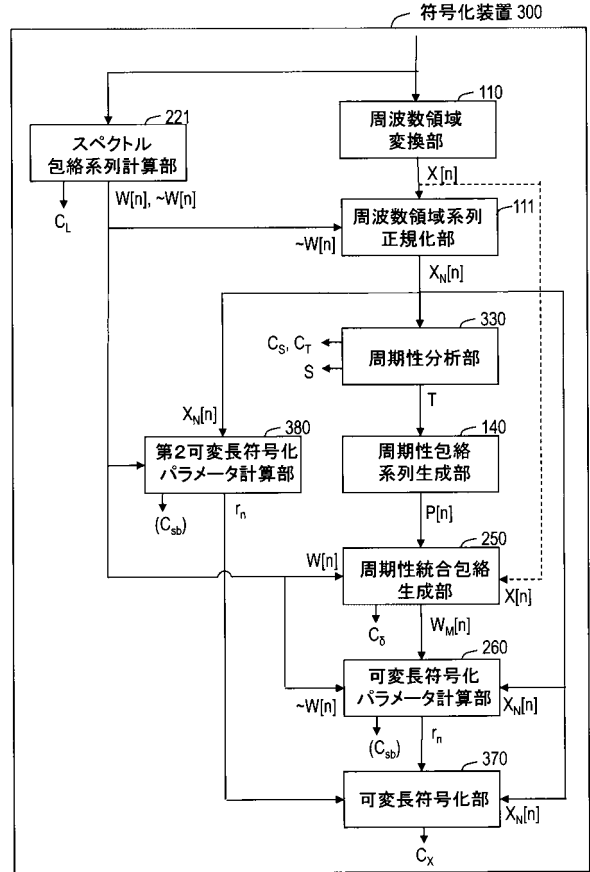 符号化装置 300
221
スペクトル
包絡系列計算部
110
周波数領域
変換部
C_L
W[n], ~W[n]
X[n]
~W[n]
周波数領域系列
正規化部
111
X_N[n]
330
周期性分析部
C_S, C_T
S
T
X_N[n]
380
第2可変長符号化
パラメータ計算部
140
周期性包絡
系列生成部
(C_sb)
r_n
P[n]
W[n]
250
周期性統合包絡
生成部
X[n]
C_δ
W_M[n]
260
可変長符号化
パラメータ計算部
~W[n]
X_N[n]
(C_sb)
r_n
370
可変長符号化部
X_N[n]
C_X